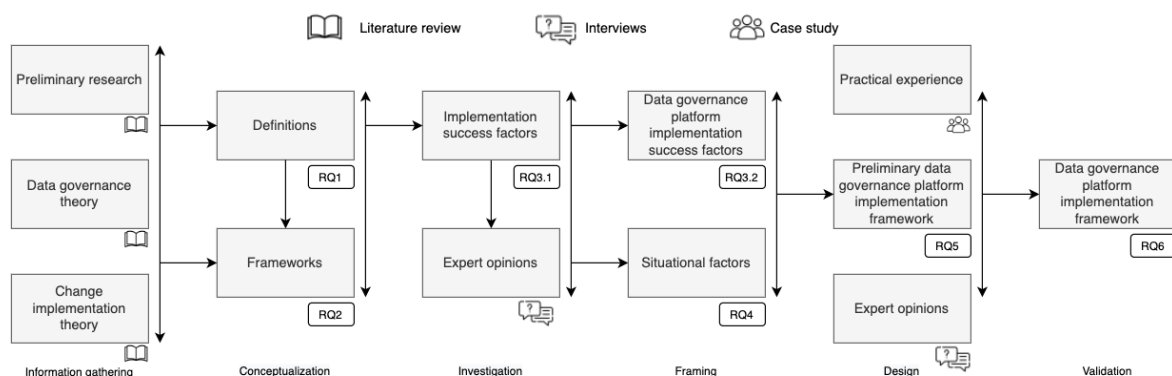 Literature review
Interviews
Case study
Preliminary research
Data governance
theory
Change
implementation
theory
Information gathering
Definitions
RQ1
Frameworks
RQ2
Conceptualization
Implementation
success factors
RQ3.1
Expert opinions
Investigation
Data governance
platform
implementation
success factors
RQ3.2
Situational factors
RQ4
Framing
Practical experience
Preliminary data
governance platform
implementation
framework
RQ5
Expert opinions
Design
Data governance
platform
implementation
framework
RQ6
Validation